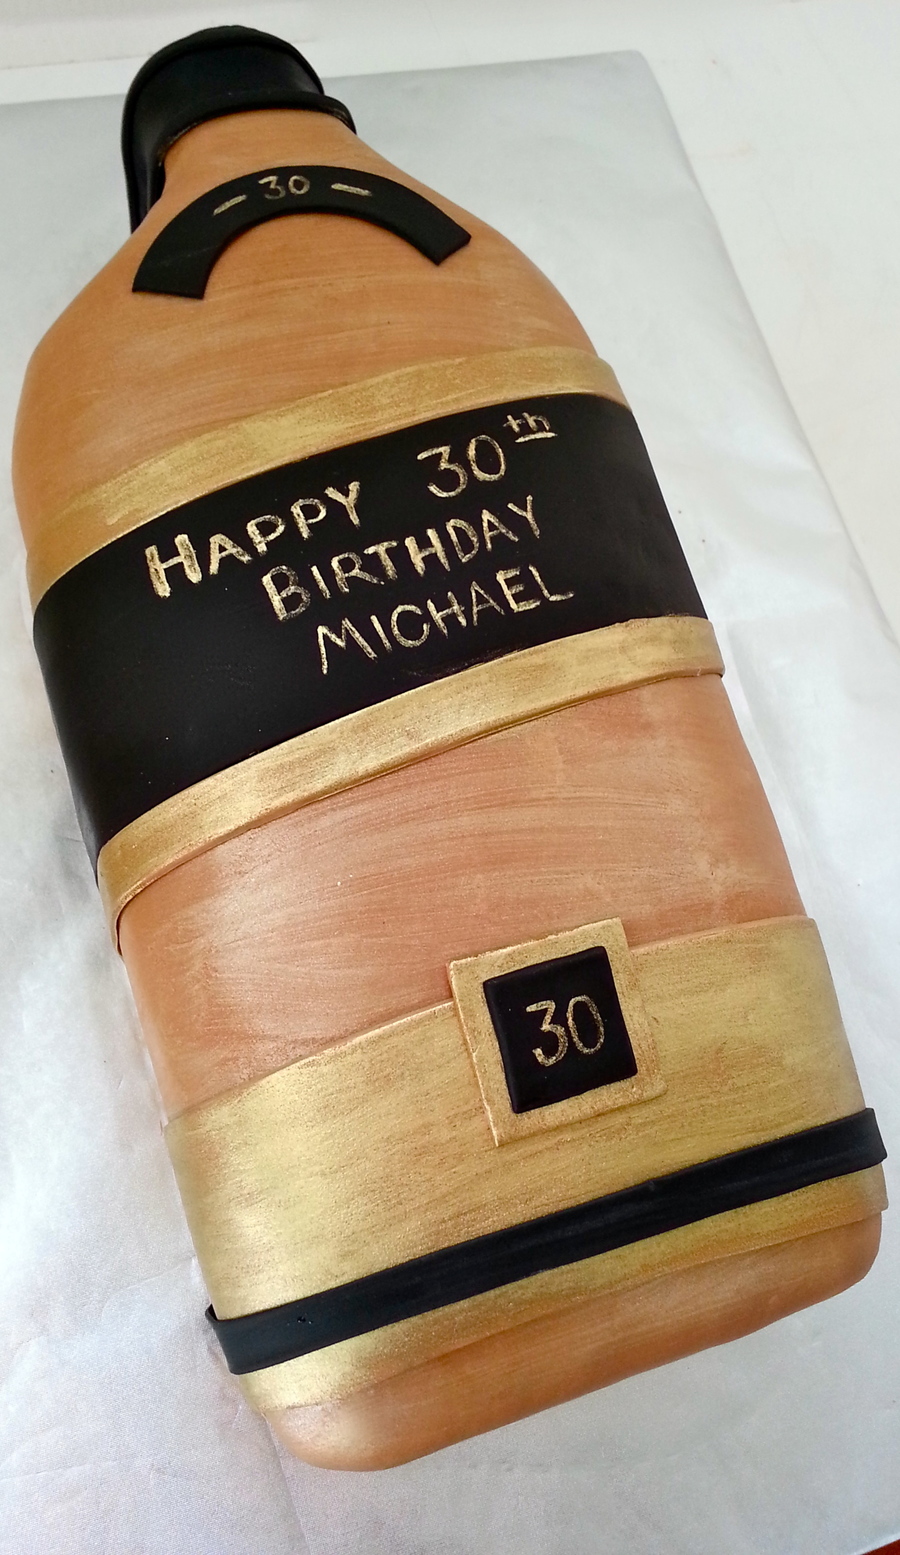 - 30 -
HAPPY 30th
BIRTHDAY
MICHAEL
30